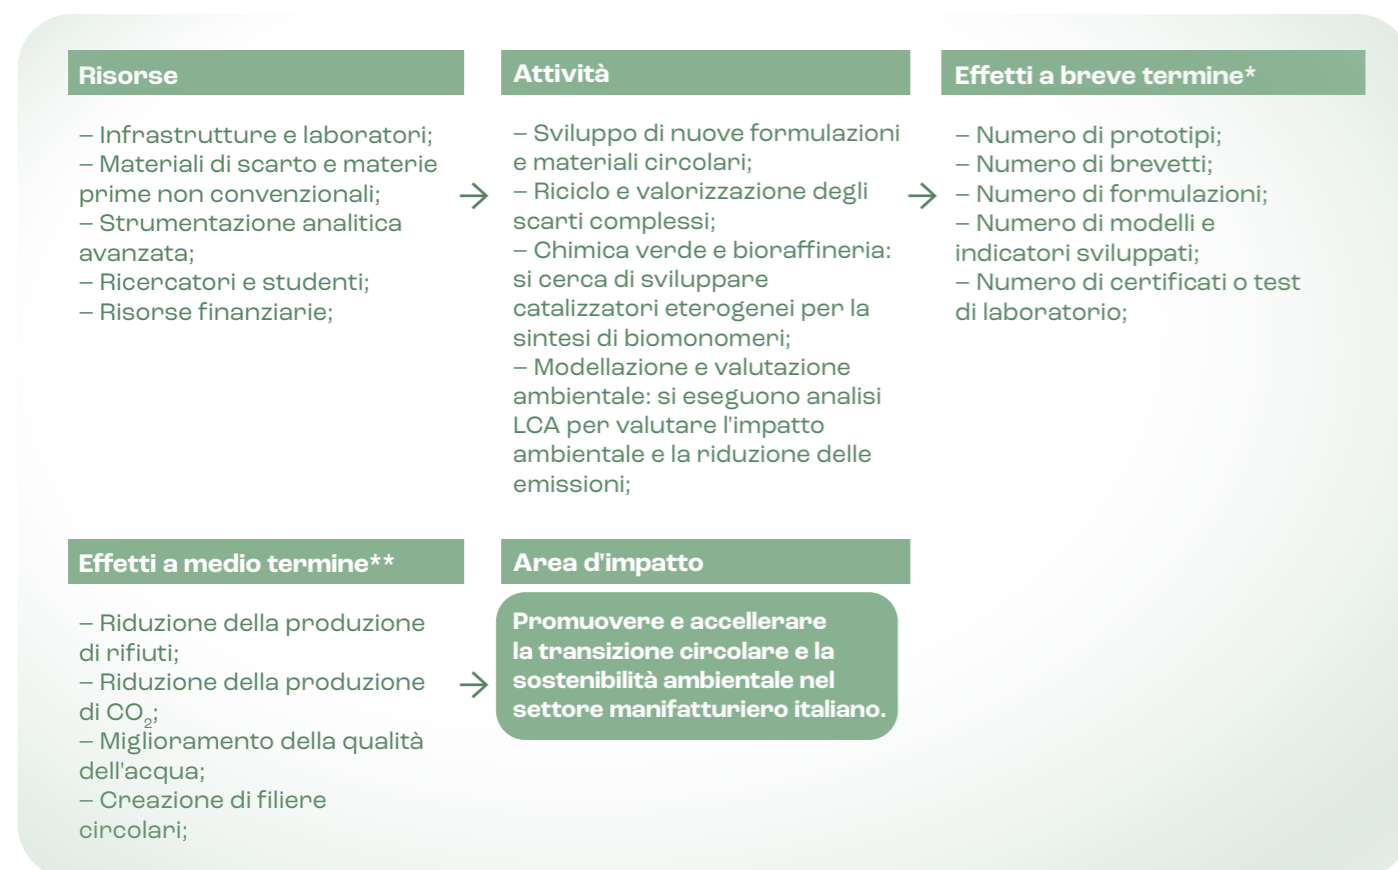 Risorse
– Infrastrutture e laboratori;
– Materiali di scarto e materie
prime non convenzionali;
– Strumentazione analitica
avanzata;
– Ricercatori e studenti;
– Risorse finanziarie;
→
Attività
– Sviluppo di nuove formulazioni
e materiali circolari;
– Riciclo e valorizzazione degli
scarti complessi;
– Chimica verde e bioraffineria:
si cerca di sviluppare
catalizzatori eterogenei per la
sintesi di biomonomeri;
– Modellazione e valutazione
ambientale: si eseguono analisi
LCA per valutare l'impatto
ambientale e la riduzione delle
emissioni;
→
Effetti a breve termine*
– Numero di prototipi;
– Numero di brevetti;
– Numero di formulazioni;
– Numero di modelli e
indicatori sviluppati;
– Numero di certificati o test
di laboratorio;
Effetti a medio termine**
– Riduzione della produzione
di rifiuti;
– Riduzione della produzione
di CO₂;
– Miglioramento della qualità
dell'acqua;
– Creazione di filiere
circolari;
→
Area d'impatto
Promuovere e accellerare
la transizione circolare e la
sostenibilità ambientale nel
settore manifatturiero italiano.